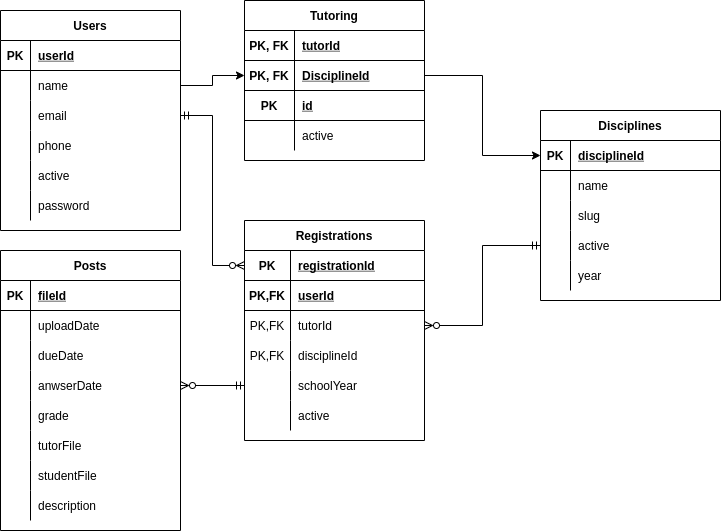 Users
PK userId
name
email
phone
active
password
Tutoring
PK, FK tutorId
PK, FK DisciplineId
PK id
active
Disciplines
PK disciplineId
name
slug
active
year
Posts
PK fileId
uploadDate
dueDate
anwserDate
grade
tutorFile
studentFile
description
Registrations
PK registrationId
PK,FK userId
PK,FK tutorId
PK,FK disciplineId
schoolYear
active